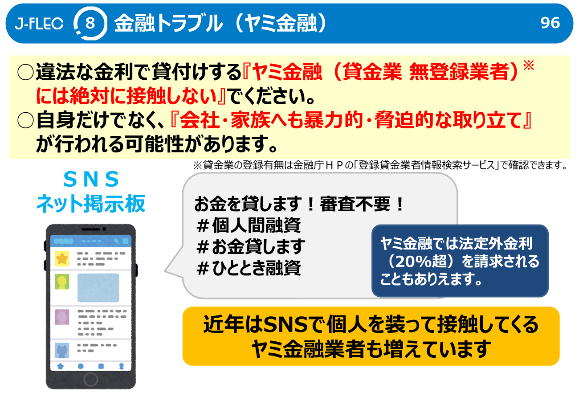 J-FLEC 8 金融トラブル（ヤミ金融） 96
○違法な金利で貸付けする『ヤミ金融（貸金業 無登録業者）※
には絶対に接触しない』でください。
○自身だけでなく、『会社・家族へも暴力的・脅迫的な取り立て』
が行われる可能性があります。
※貸金業の登録有無は金融庁ＨＰの「登録貸金業者情報検索サービス」で確認できます。
ＳＮＳ
ネット掲示板
お金を貸します！審査不要！
＃個人間融資
＃お金貸します
＃ひととき融資
ヤミ金融では法定外金利
（20％超）を請求される
こともありえます。
近年はSNSで個人を装って接触してくる
ヤミ金融業者も増えています